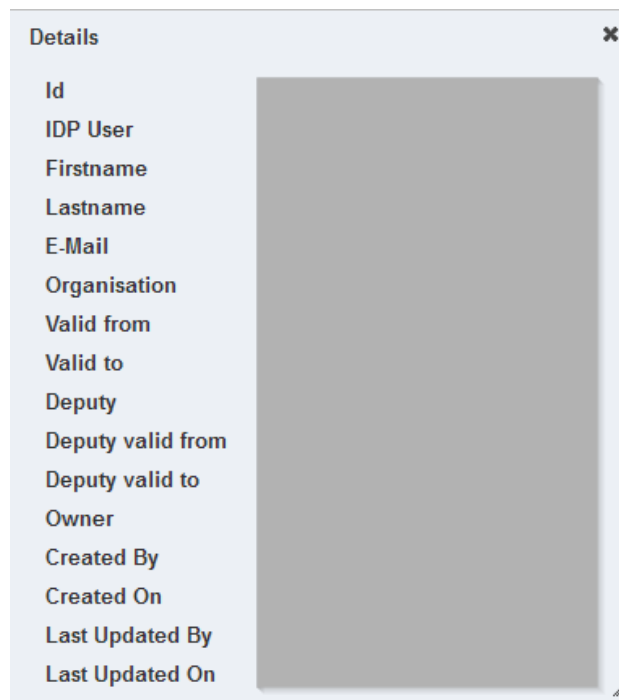 Details
Id
IDP User
Firstname
Lastname
E-Mail
Organisation
Valid from
Valid to
Deputy
Deputy valid from
Deputy valid to
Owner
Created By
Created On
Last Updated By
Last Updated On